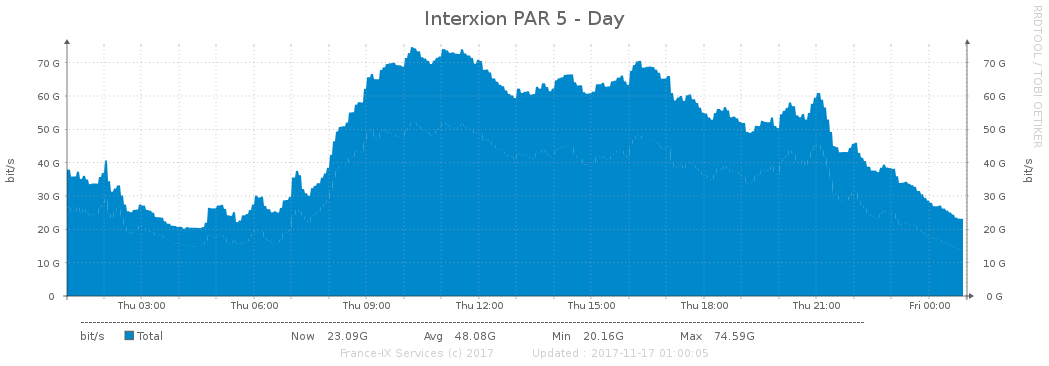 Interxion PAR 5 - Day
RRDTOOL / TOBI OETIKER
bit/s
bit/s
70 G 70 G
60 G 60 G
50 G 50 G
40 G 40 G
30 G 30 G
20 G 20 G
10 G 10 G
0 0 G
Thu 03:00 Thu 06:00 Thu 09:00 Thu 12:00 Thu 15:00 Thu 18:00 Thu 21:00 Fri 00:00
bit/s Total Now 23.09G Avg 48.08G Min 20.16G Max 74.59G
France-IX Services (c) 2017 Updated : 2017-11-17 01:00:05